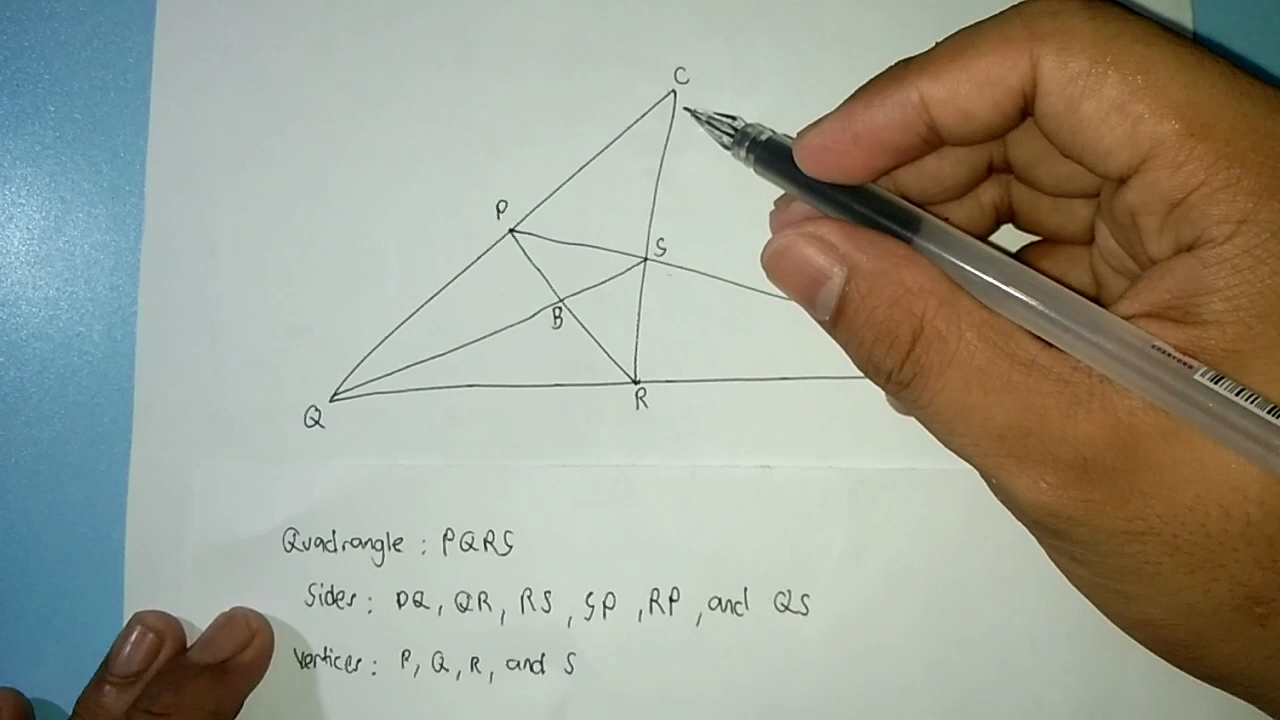 C
P
S
B
Q
R
Quadrangle : PQRS
Sides : PQ, QR, RS, SP, RP, and QS
Vertices : P, Q, R, and S